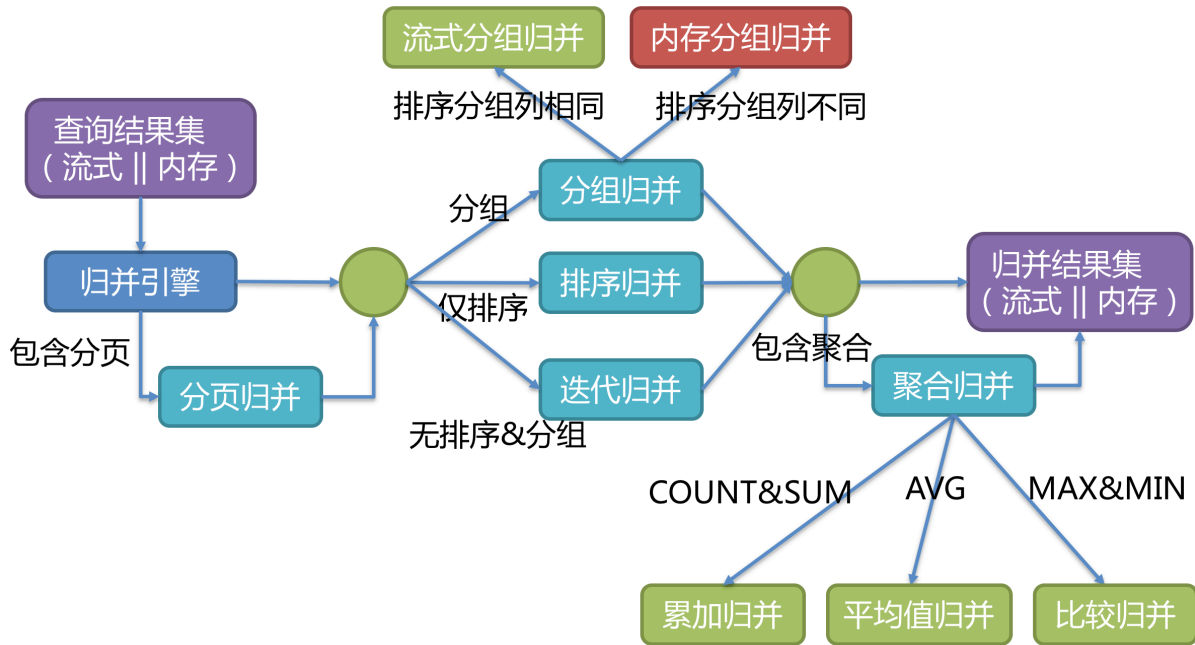 流式分组归并
内存分组归并
排序分组列相同
排序分组列不同
查询结果集
（ 流式 || 内存 ）
分组归并
分组
归并引擎
排序归并
仅排序
归并结果集
（ 流式 || 内存 ）
包含分页
包含聚合
分页归并
迭代归并
聚合归并
无排序&分组
COUNT&SUM
AVG
MAX&MIN
累加归并
平均值归并
比较归并